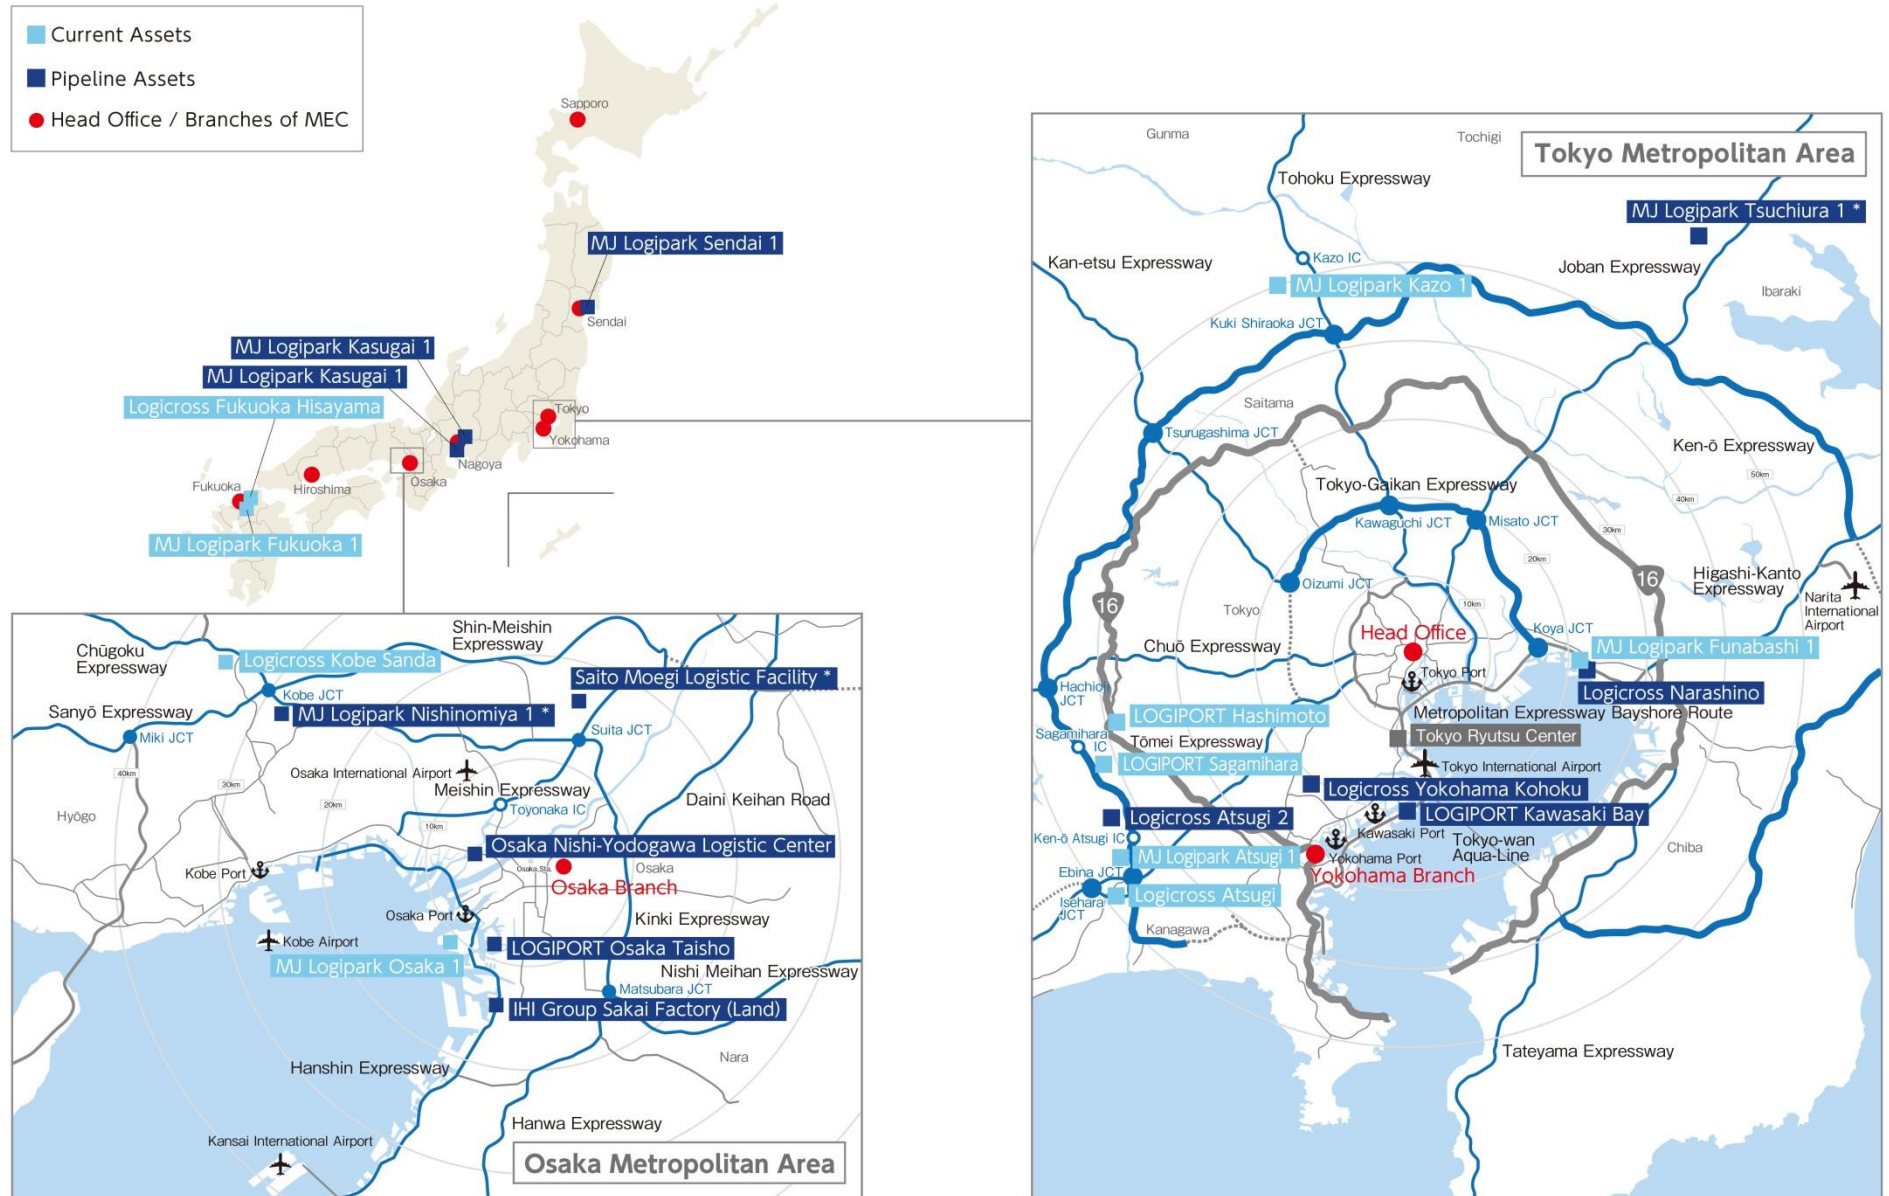 Current Assets
Pipeline Assets
Head Office / Branches of MEC
Sapporo
MJ Logipark Sendai 1
Sendai
MJ Logipark Kasugai 1
MJ Logipark Kasugai 1
Logicross Fukuoka Hisayama
Tokyo
Yokohama
Nagoya
Osaka
Hiroshima
Fukuoka
MJ Logipark Fukuoka 1
Shin-Meishin
Expressway
Chūgoku
Expressway
Logicross Kobe Sanda
Saito Moegi Logistic Facility *
Kobe JCT
Sanyō Expressway
MJ Logipark Nishinomiya 1 *
Miki JCT
Suita JCT
40km
30km
20km
10km
Osaka International Airport
Meishin Expressway
Toyonaka IC
Daini Keihan Road
Hyōgo
Osaka Nishi-Yodogawa Logistic Center
Osaka Sta.
Osaka
Osaka Branch
Kobe Port
Osaka Port
Kinki Expressway
Kobe Airport
LOGIPORT Osaka Taisho
MJ Logipark Osaka 1
Nishi Meihan Expressway
Matsubara JCT
IHI Group Sakai Factory (Land)
Nara
Hanshin Expressway
Hanwa Expressway
Kansai International Airport
Osaka Metropolitan Area
Gunma
Tochigi
Tokyo Metropolitan Area
Tohoku Expressway
MJ Logipark Tsuchiura 1 *
Kan-etsu Expressway
Kazo IC
Joban Expressway
MJ Logipark Kazo 1
Ibaraki
Kuki Shiraoka JCT
Saitama
Tsurugashima JCT
Ken-ō Expressway
50km
Tokyo-Gaikan Expressway
40km
Kawaguchi JCT
Misato JCT
30km
20km
Oizumi JCT
16
Higashi-Kanto
Expressway
Narita
International
Airport
16
Tokyo
10km
Head Office
Koya JCT
Chuō Expressway
MJ Logipark Funabashi 1
Tokyo Port
Hachioji
JCT
Logicross Narashino
LOGIPORT Hashimoto
Metropolitan Expressway Bayshore Route
Sagamihara
IC
Tōmei Expressway
Tokyo Ryutsu Center
LOGIPORT Sagamihara
Tokyo International Airport
Logicross Yokohama Kohoku
Logicross Atsugi 2
LOGIPORT Kawasaki Bay
Ken-ō Atsugi IC
Kawasaki Port
Tokyo-wan
Aqua-Line
Chiba
MJ Logipark Atsugi 1
Yokohama Port
Yokohama Branch
Ebina JCT
Logicross Atsugi
Isehara
JCT
Kanagawa
Tateyama Expressway